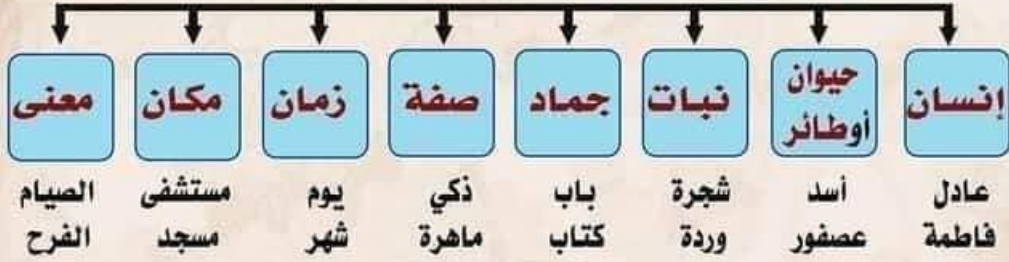 إنسان
حيوان
أوطائر
نبات
جماد
صفة
زمان
مكان
معنى
عادل
أسد
شجرة
باب
ذكي
يوم
مستشفى
الصيام
فاطمة
عصفور
وردة
كتاب
ماهرة
شهر
مسجد
الفرح